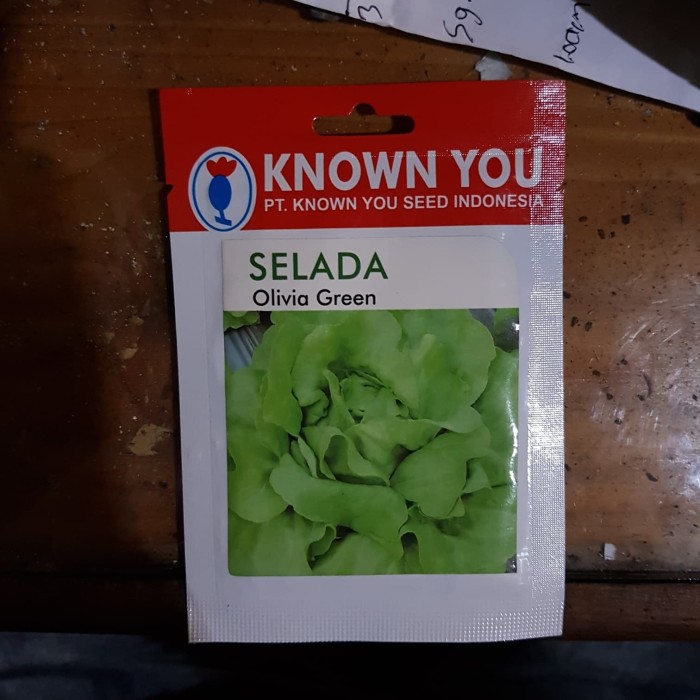 KNOWN YOU
PT. KNOWN YOU SEED INDONESIA
SELADA
Olivia Green